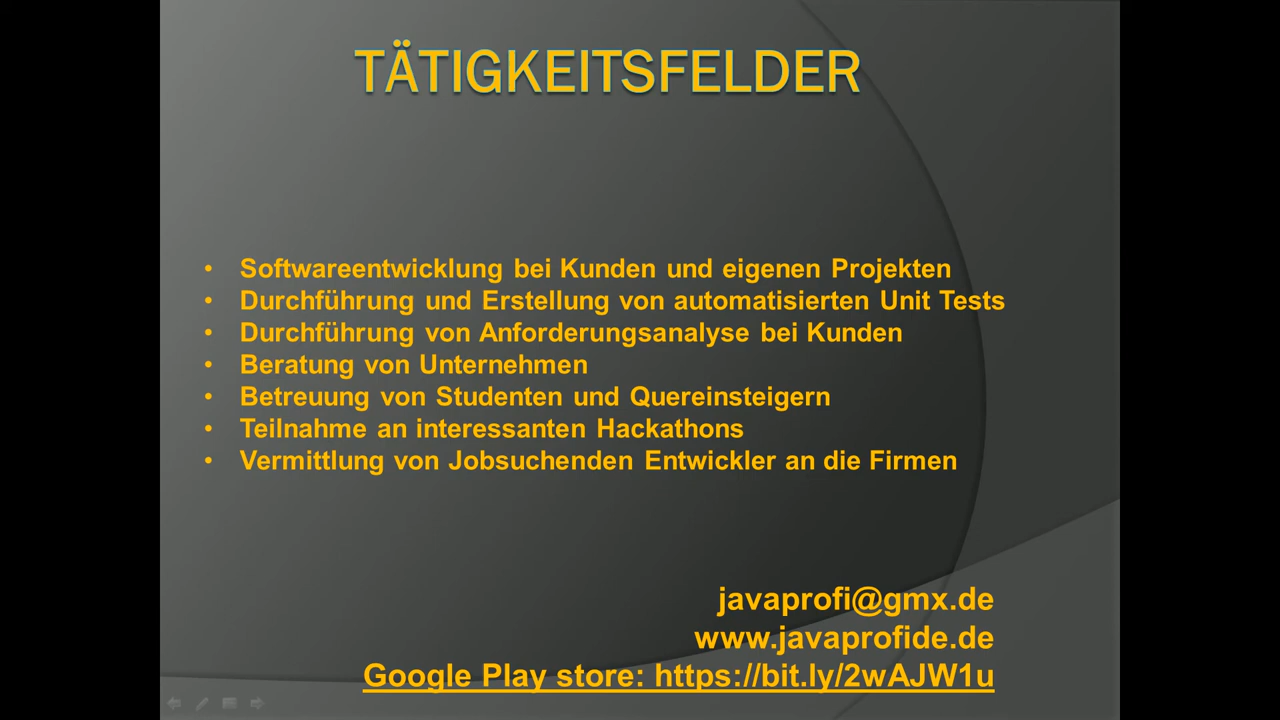 TÄTIGKEITSFELDER
• Softwareentwicklung bei Kunden und eigenen Projekten
• Durchführung und Erstellung von automatisierten Unit Tests
• Durchführung von Anforderungsanalyse bei Kunden
• Beratung von Unternehmen
• Betreuung von Studenten und Quereinsteigern
• Teilnahme an interessanten Hackathons
• Vermittlung von Jobsuchenden Entwickler an die Firmen
javaprofi@gmx.de
www.javaprofide.de
Google Play store: https://bit.ly/2wAJW1u